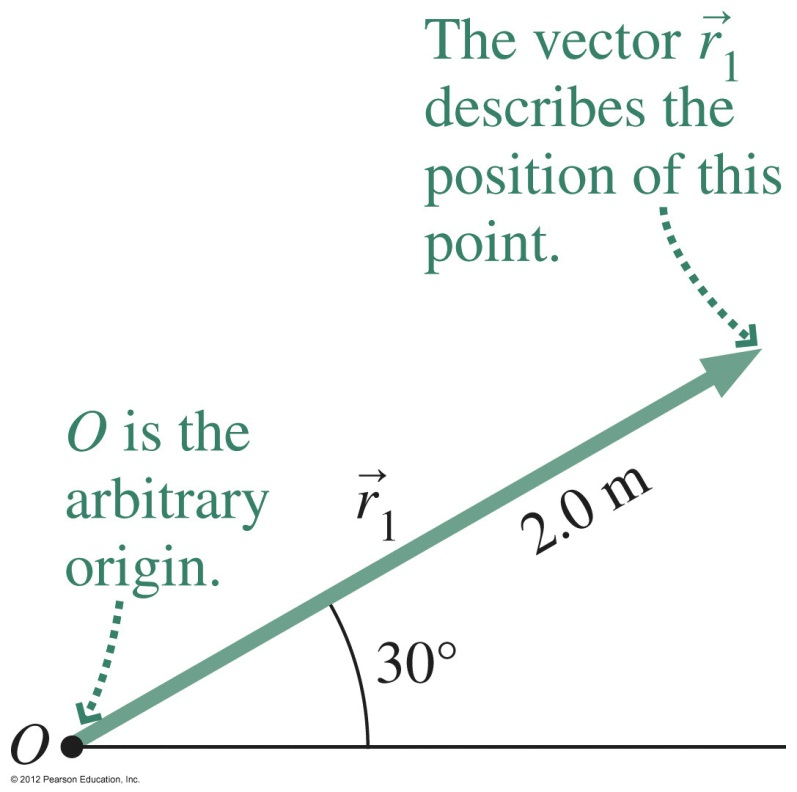 The vector r⃗₁
describes the
position of this
point.
O is the
arbitrary
origin.
r⃗₁
2.0 m
30°
O
© 2012 Pearson Education, Inc.